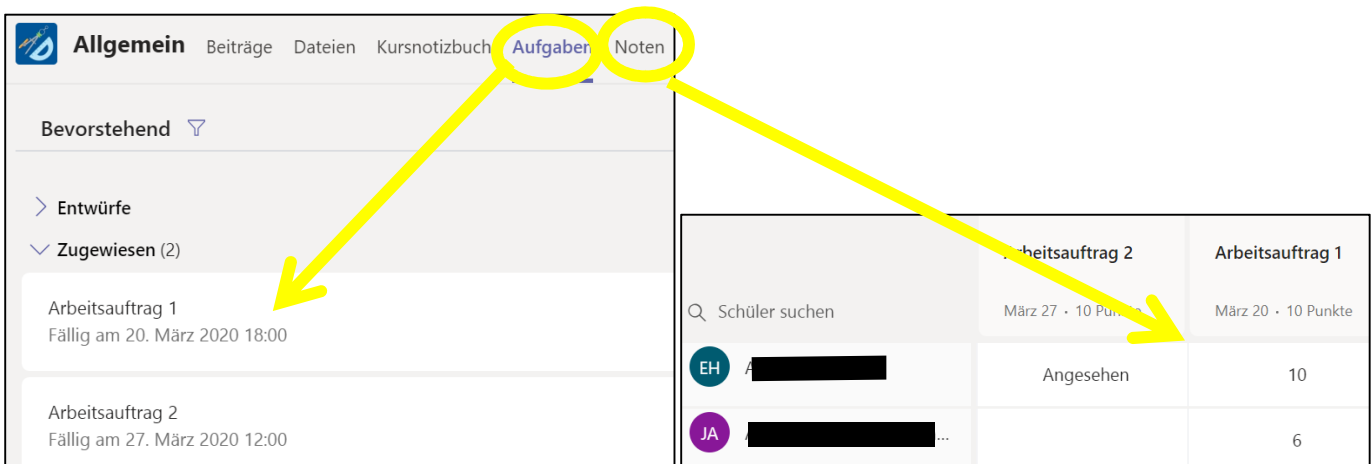 Allgemein Beiträge Dateien Kursnotizbuch Aufgaben Noten
Bevorstehend
Entwürfe
Zugewiesen (2)
Arbeitsauftrag 1
Fällig am 20. März 2020 18:00
Arbeitsauftrag 2
Fällig am 27. März 2020 12:00
Arbeitsauftrag 2 Arbeitsauftrag 1
Schüler suchen März 27 · 10 Punkte März 20 · 10 Punkte
EH A Angesehen 10
JA ... 6